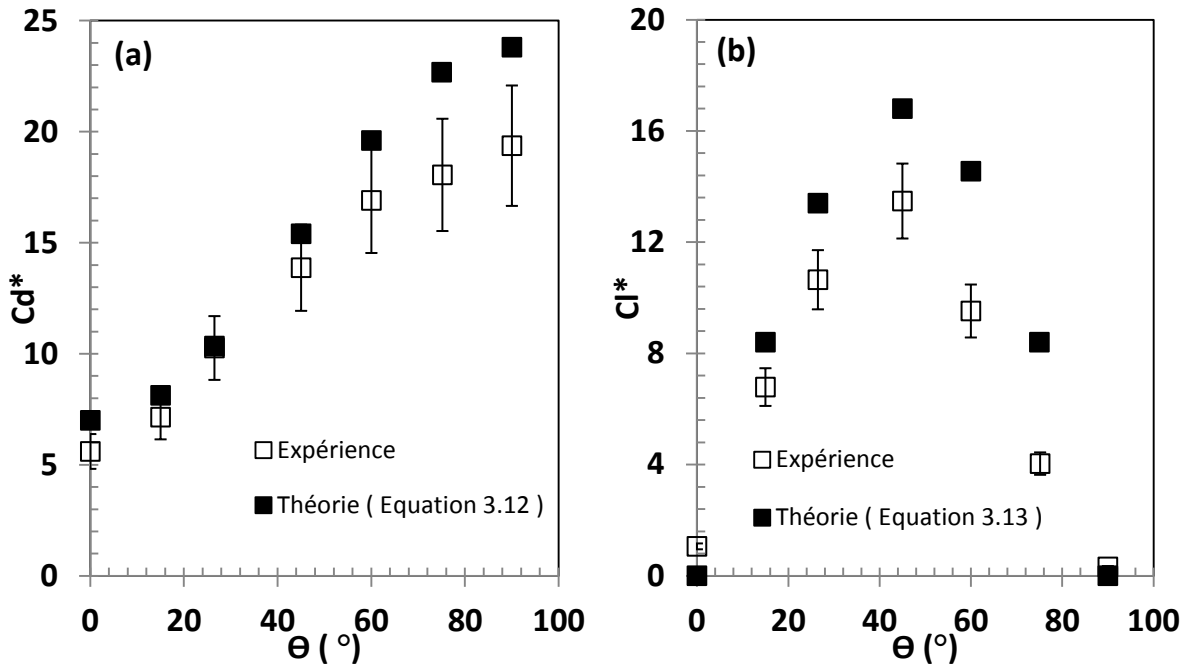 (a)
25
20
15
10
5
0
Cd*
Expérience
Théorie ( Equation 3.12 )
0 20 40 60 80 100
Ѳ ( °)
(b)
20
16
12
8
4
0
Cl*
Expérience
Théorie ( Equation 3.13 )
0 20 40 60 80 100
Ѳ (°)